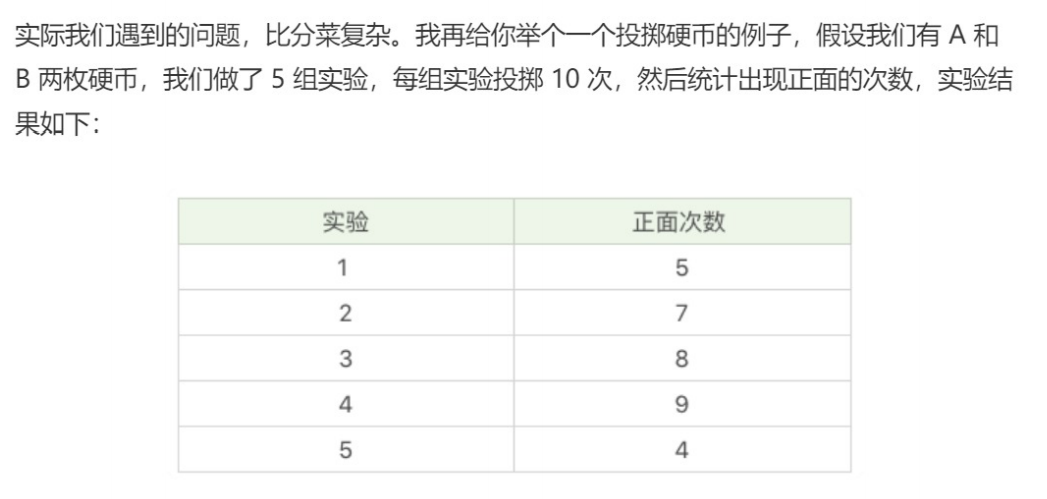 实际我们遇到的问题，比分菜复杂。我再给你举个一个投掷硬币的例子，假设我们有 A 和
B 两枚硬币，我们做了 5 组实验，每组实验投掷 10 次，然后统计出现正面的次数，实验结
果如下：
实验 正面次数
1 5
2 7
3 8
4 9
5 4